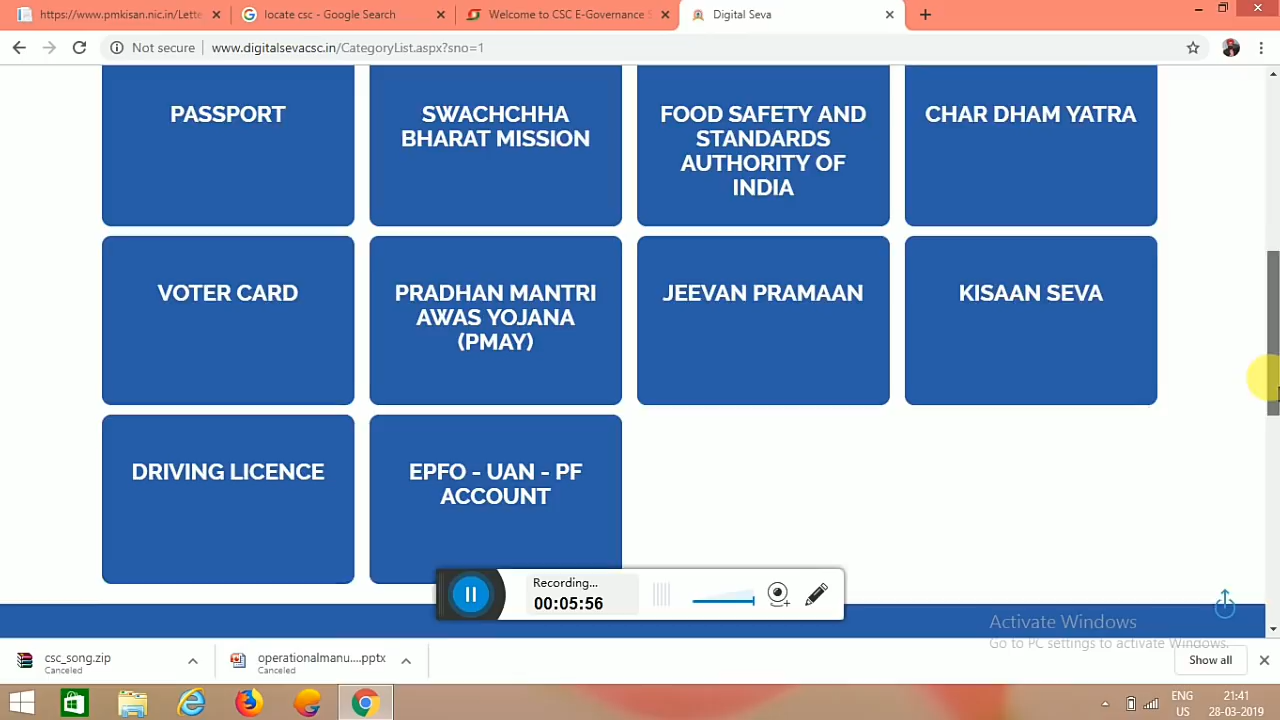 https://www.pmkisan.nic.in/Lette
locate csc - Google Search
Welcome to CSC E-Governance S
Digital Seva
Not secure
www.digitalsevacsc.in/CategoryList.aspx?sno=1
PASSPORT
SWACHCHHA
BHARAT MISSION
FOOD SAFETY AND
STANDARDS
AUTHORITY OF
INDIA
CHAR DHAM YATRA
VOTER CARD
PRADHAN MANTRI
AWAS YOJANA
(PMAY)
JEEVAN PRAMAAN
KISAAN SEVA
DRIVING LICENCE
EPFO - UAN - PF
ACCOUNT
Recording...
00:05:56
Activate Windows
Go to PC settings to activate Windows.
csc_song.zip
Canceled
operationalmanu....pptx
Canceled
Show all
ENG
US
21:41
28-03-2019